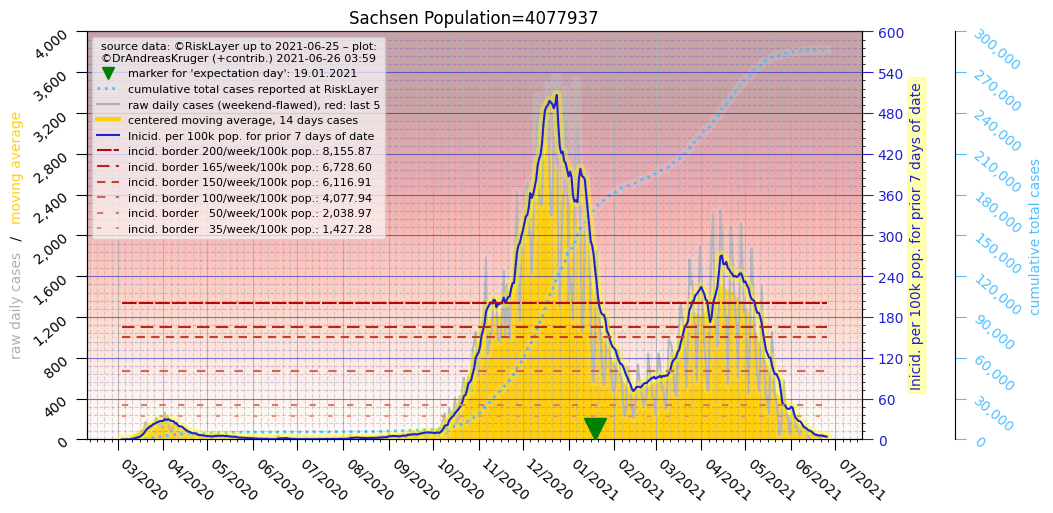 Sachsen Population=4077937
source data: ©RiskLayer up to 2021-06-25 – plot:
©DrAndreasKruger (+contrib.) 2021-06-26 03:59
marker for 'expectation day': 19.01.2021
cumulative total cases reported at RiskLayer
raw daily cases (weekend-flawed), red: last 5
centered moving average, 14 days cases
Inicid. per 100k pop. for prior 7 days of date
incid. border 200/week/100k pop.: 8,155.87
incid. border 165/week/100k pop.: 6,728.60
incid. border 150/week/100k pop.: 6,116.91
incid. border 100/week/100k pop.: 4,077.94
incid. border   50/week/100k pop.: 2,038.97
incid. border   35/week/100k pop.: 1,427.28
raw daily cases / moving average
4,000
3,600
3,200
2,800
2,400
2,000
1,600
1,200
800
400
0
03/2020
04/2020
05/2020
06/2020
07/2020
08/2020
09/2020
10/2020
11/2020
12/2020
01/2021
02/2021
03/2021
04/2021
05/2021
06/2021
07/2021
600
540
480
420
360
300
240
180
120
60
0
Inicid. per 100k pop. for prior 7 days of date
300,000
270,000
240,000
210,000
180,000
150,000
120,000
90,000
60,000
30,000
0
cumulative total cases